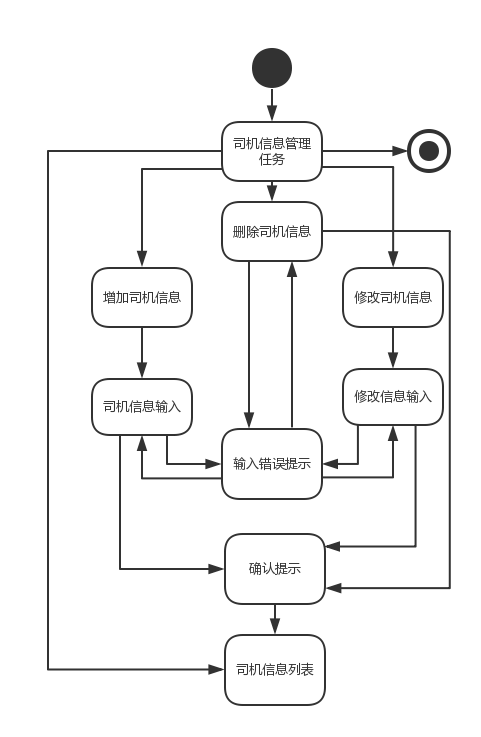 司机信息管理
任务
删除司机信息
增加司机信息
修改司机信息
司机信息输入
修改信息输入
输入错误提示
确认提示
司机信息列表